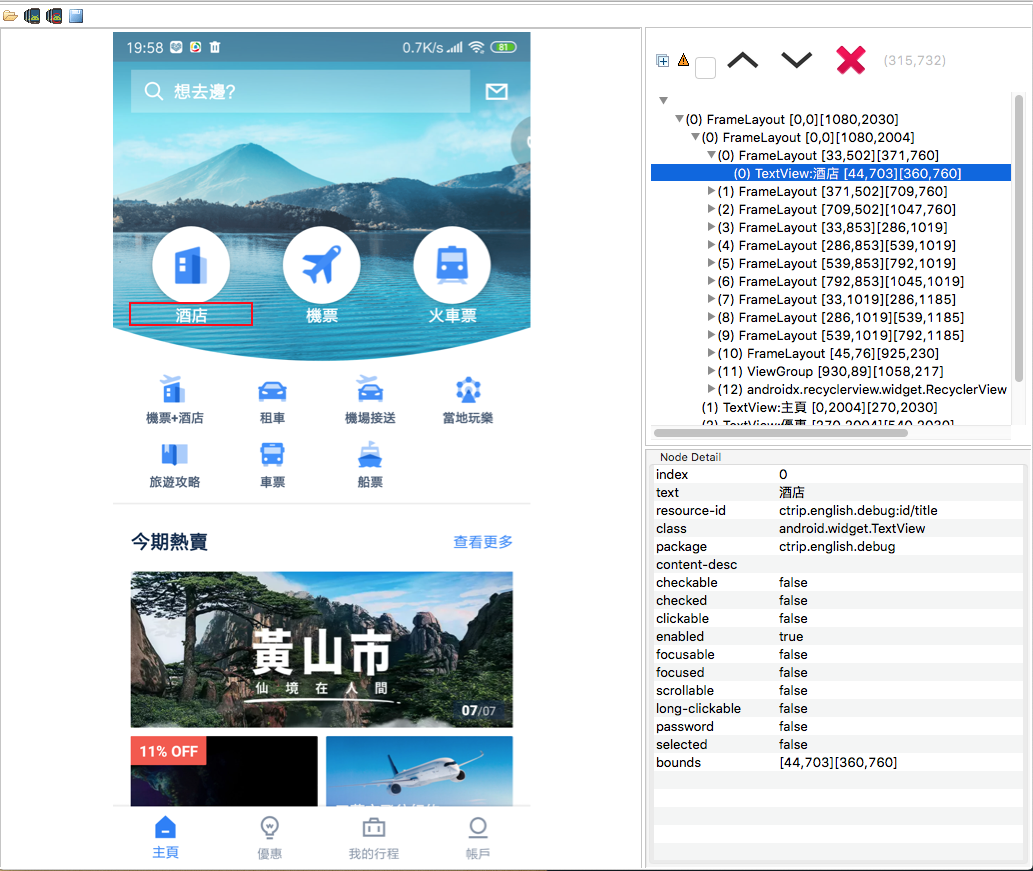 19:58
0.7K/s
81
想去邊?
酒店
機票
火車票
機票+酒店
租車
機場接送
當地玩樂
旅遊攻略
車票
船票
今期熱賣
查看更多
黃山市
仙境在人間
07/07
11% OFF
主頁
優惠
我的行程
帳戶
(315,732)
(0) FrameLayout [0,0][1080,2030]
(0) FrameLayout [0,0][1080,2004]
(0) FrameLayout [33,502][371,760]
(0) TextView:酒店 [44,703][360,760]
(1) FrameLayout [371,502][709,760]
(2) FrameLayout [709,502][1047,760]
(3) FrameLayout [33,853][286,1019]
(4) FrameLayout [286,853][539,1019]
(5) FrameLayout [539,853][792,1019]
(6) FrameLayout [792,853][1045,1019]
(7) FrameLayout [33,1019][286,1185]
(8) FrameLayout [286,1019][539,1185]
(9) FrameLayout [539,1019][792,1185]
(10) FrameLayout [45,76][925,230]
(11) ViewGroup [930,89][1058,217]
(12) androidx.recyclerview.widget.RecyclerView
(1) TextView:主頁 [0,2004][270,2030]
(2) TextView:優惠 [270,2004][540,2030]
Node Detail
index 0
text 酒店
resource-id ctrip.english.debug:id/title
class android.widget.TextView
package ctrip.english.debug
content-desc
checkable false
checked false
clickable false
enabled true
focusable false
focused false
scrollable false
long-clickable false
password false
selected false
bounds [44,703][360,760]